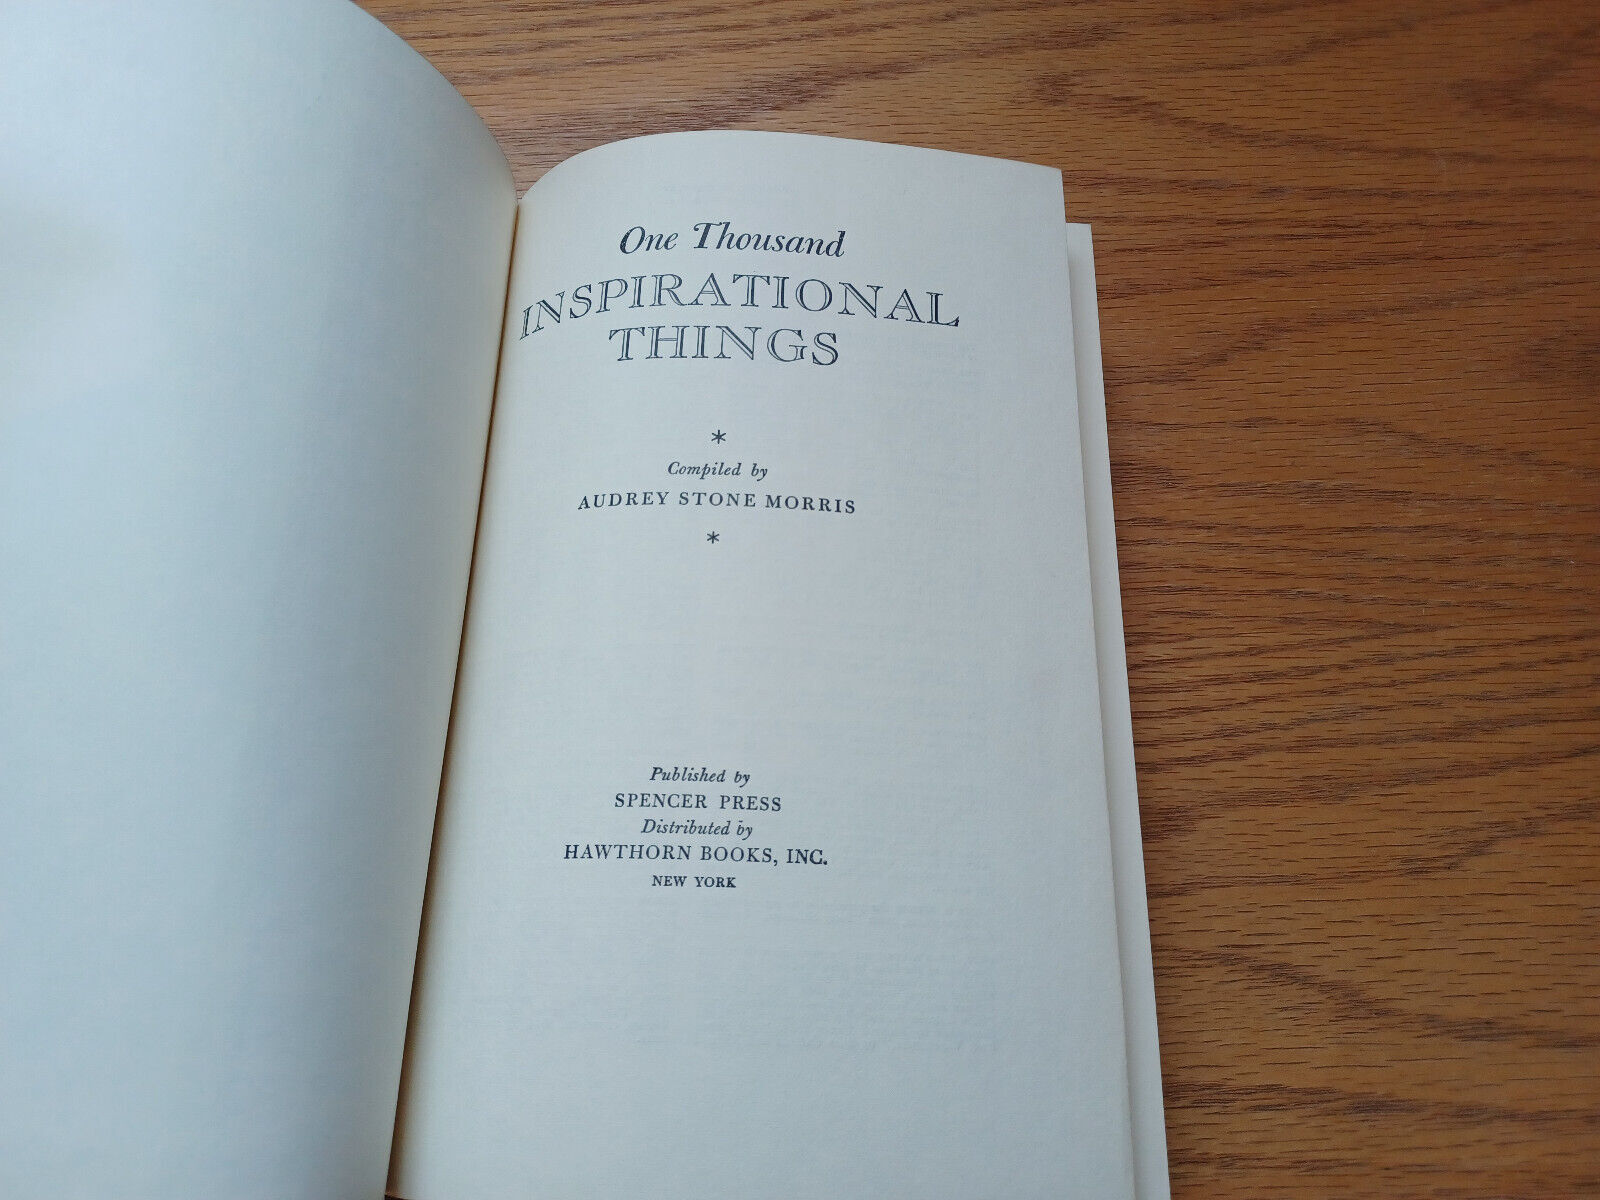 One Thousand
INSPIRATIONAL
THINGS
*
Compiled by
AUDREY STONE MORRIS
*
Published by
SPENCER PRESS
Distributed by
HAWTHORN BOOKS, INC.
NEW YORK